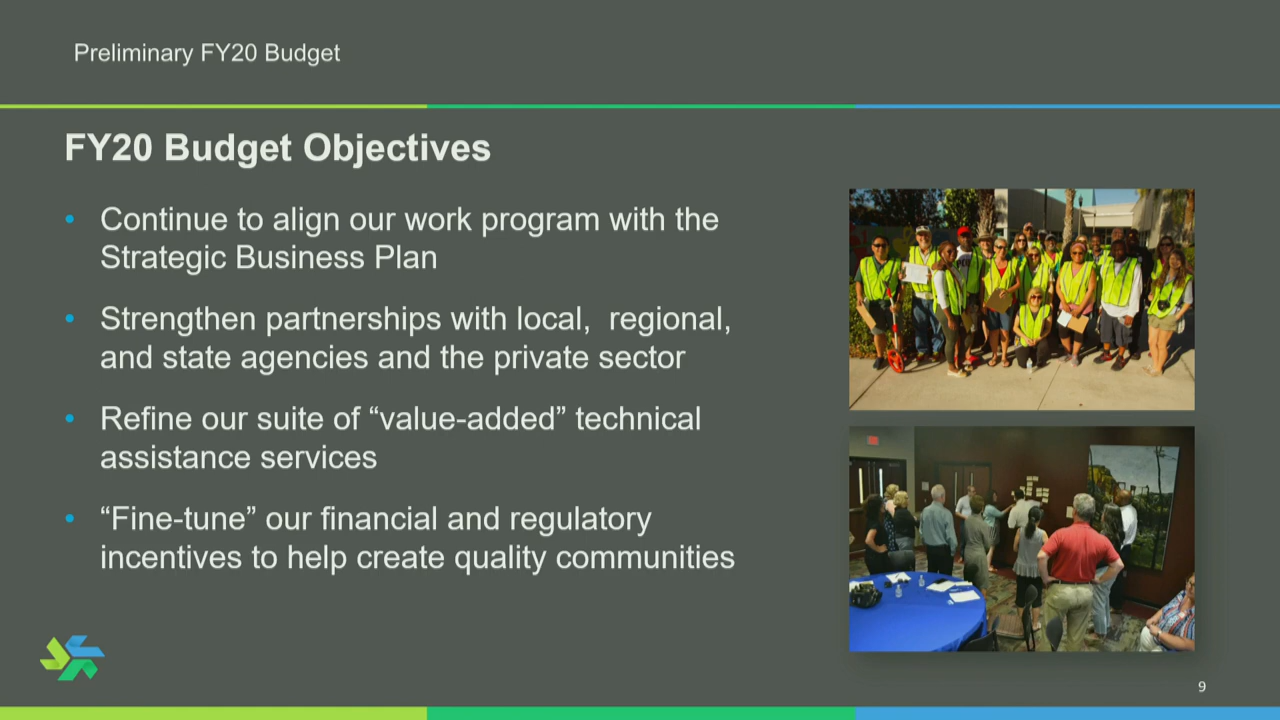 Preliminary FY20 Budget
FY20 Budget Objectives
• Continue to align our work program with the
Strategic Business Plan
• Strengthen partnerships with local,  regional,
and state agencies and the private sector
• Refine our suite of “value-added” technical
assistance services
• “Fine-tune” our financial and regulatory
incentives to help create quality communities
9